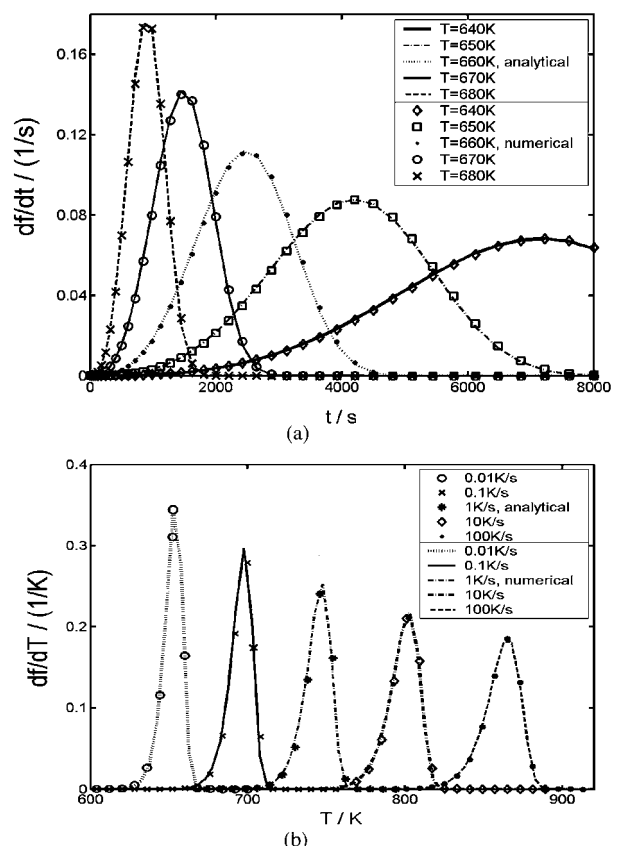 (a)
0.16
0.12
0.08
0.04
0
df/dt / (1/s)
T=640K
T=650K
T=660K, analytical
T=670K
T=680K
T=640K
T=650K
T=660K, numerical
T=670K
T=680K
0 2000 4000 6000 8000
t / s
(a)
0.4
0.3
0.2
0.1
0
df/dT / (1/K)
0.01K/s
0.1K/s
1K/s, analytical
10K/s
100K/s
0.01K/s
0.1K/s
1K/s, numerical
10K/s
100K/s
600 700 800 900
T / K
(b)